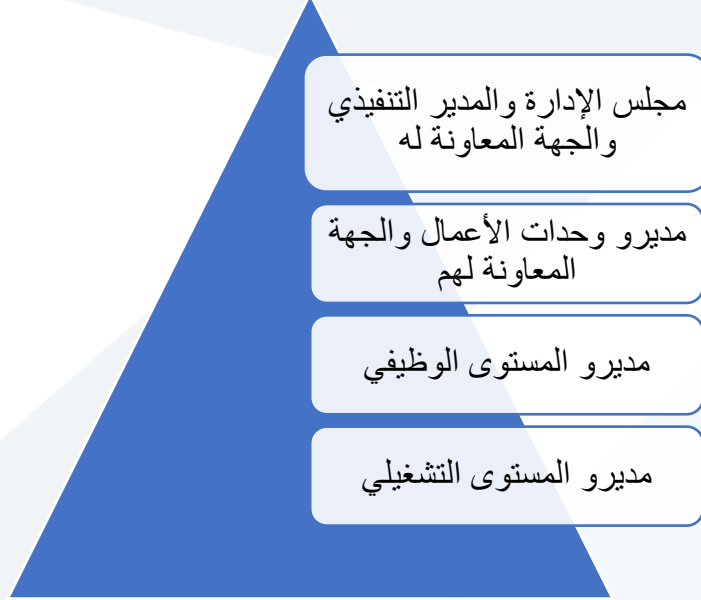 مجلس الإدارة والمدير التنفيذي
والجهة المعاونة له
مديرو وحدات الأعمال والجهة
المعاونة لهم
مديرو المستوى الوظيفي
مديرو المستوى التشغيلي